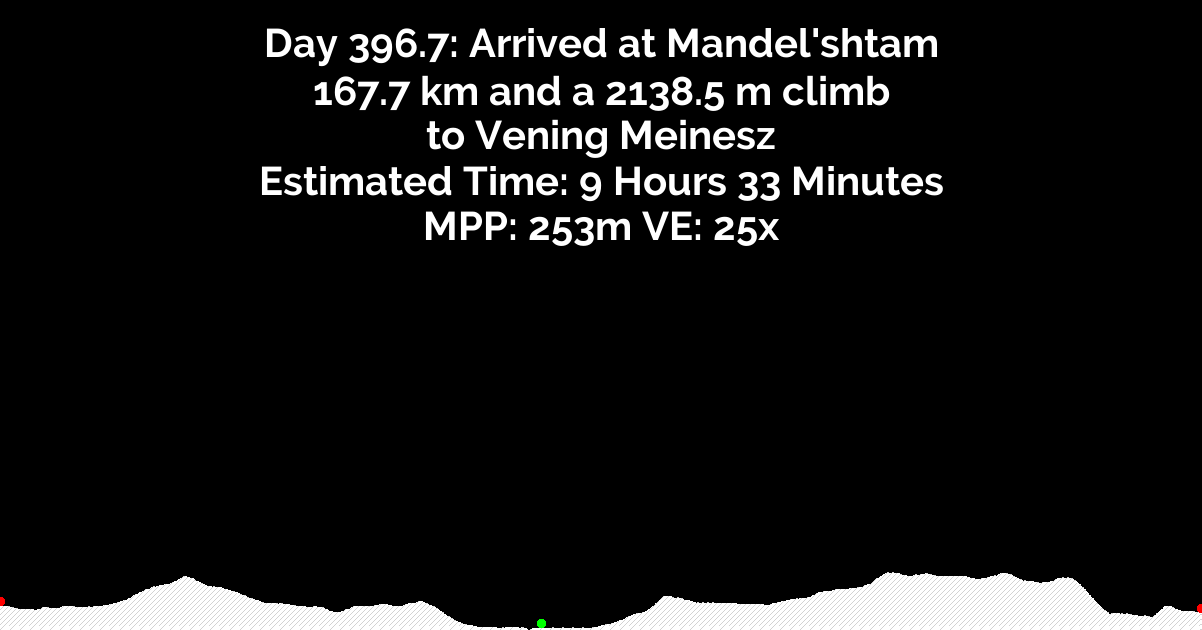 Day 396.7: Arrived at Mandel'shtam
167.7 km and a 2138.5 m climb
to Vening Meinesz
Estimated Time: 9 Hours 33 Minutes
MPP: 253m VE: 25x